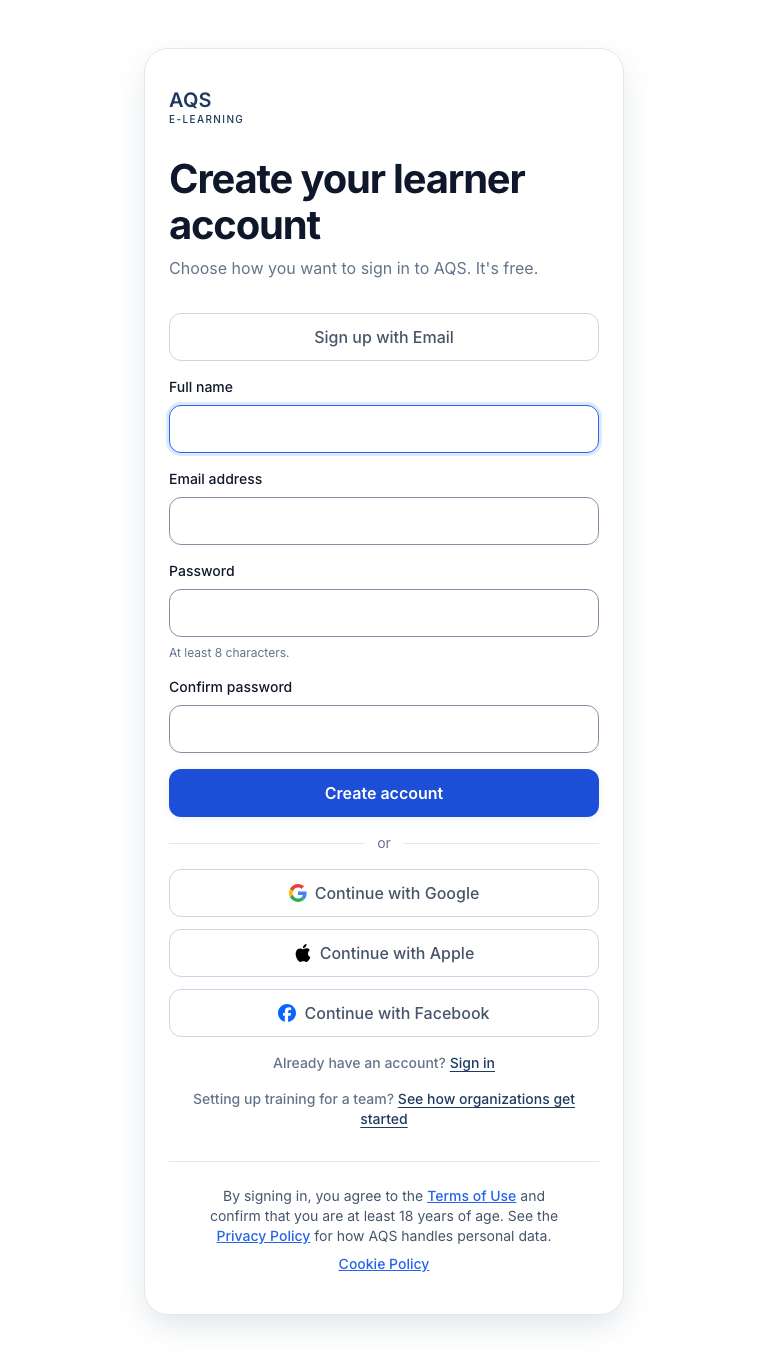 AQS
E-LEARNING
Create your learner
account
Choose how you want to sign in to AQS. It's free.
Sign up with Email
Full name
Email address
Password
At least 8 characters.
Confirm password
Create account
or
Continue with Google
Continue with Apple
Continue with Facebook
Already have an account? Sign in
Setting up training for a team? See how organizations get
started
By signing in, you agree to the Terms of Use and
confirm that you are at least 18 years of age. See the
Privacy Policy for how AQS handles personal data.
Cookie Policy